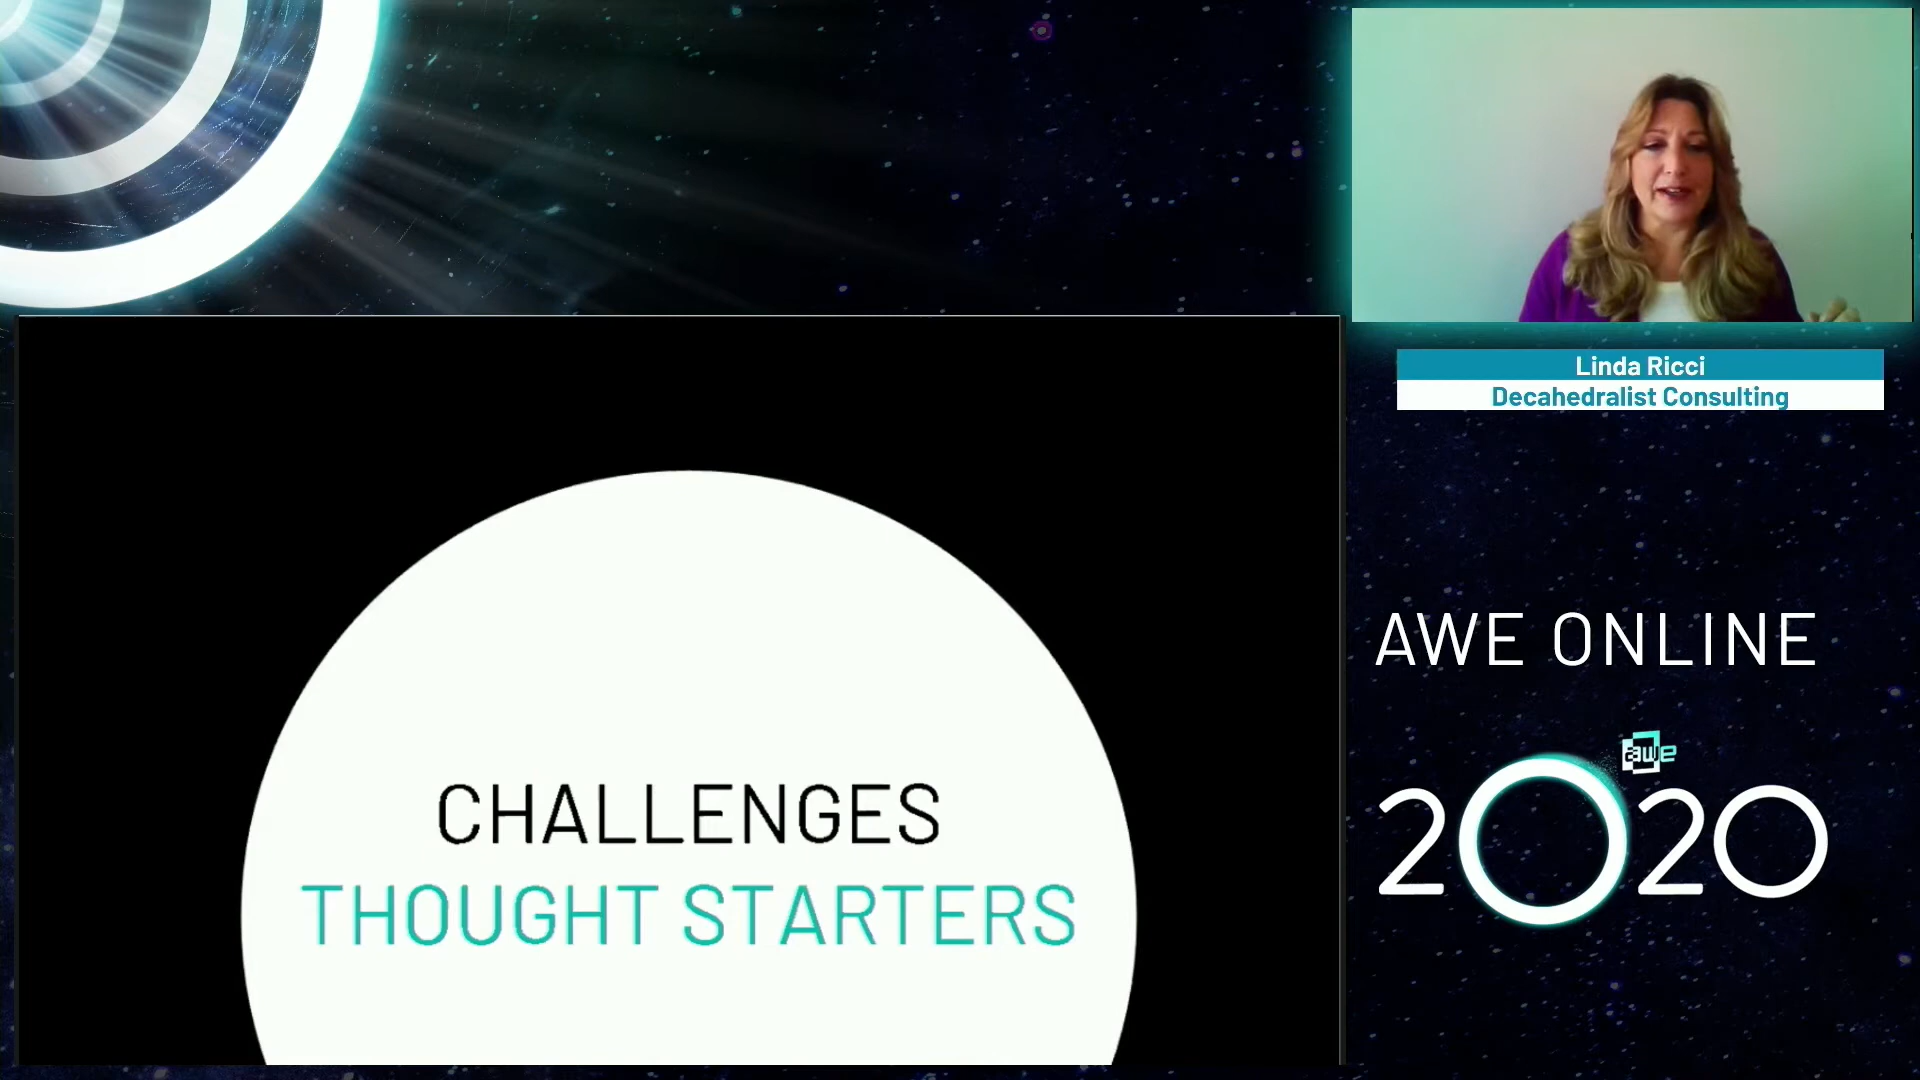 Linda Ricci
Decahedralist Consulting
CHALLENGES
THOUGHT STARTERS
AWE ONLINE
awe
2020